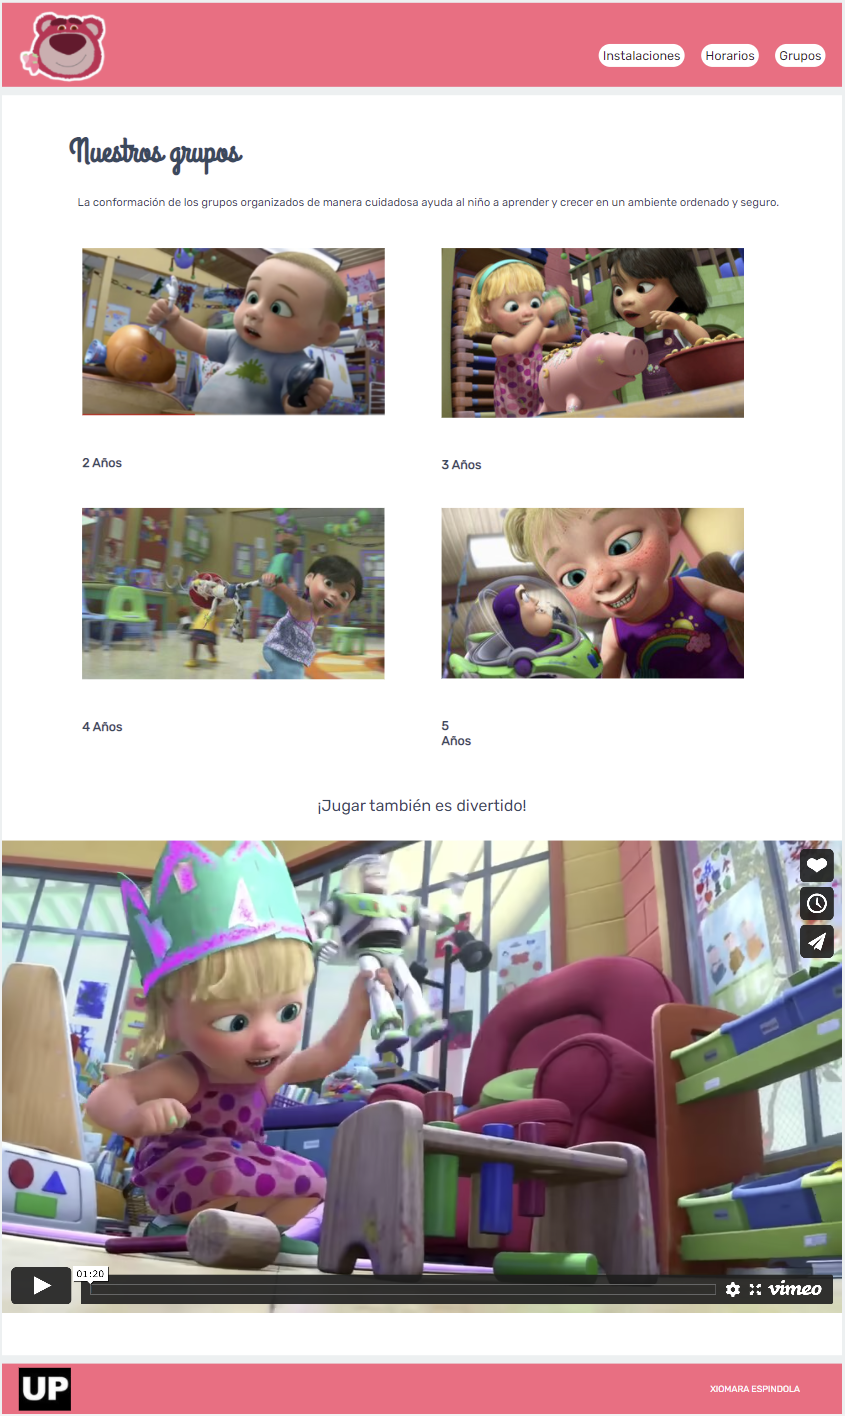 Instalaciones Horarios Grupos
Nuestros grupos
La conformación de los grupos organizados de manera cuidadosa ayuda al niño a aprender y crecer en un ambiente ordenado y seguro.
2 Años
3 Años
4 Años
5
Años
¡Jugar también es divertido!
01:20
vimeo
UP
XIOMARA ESPINDOLA